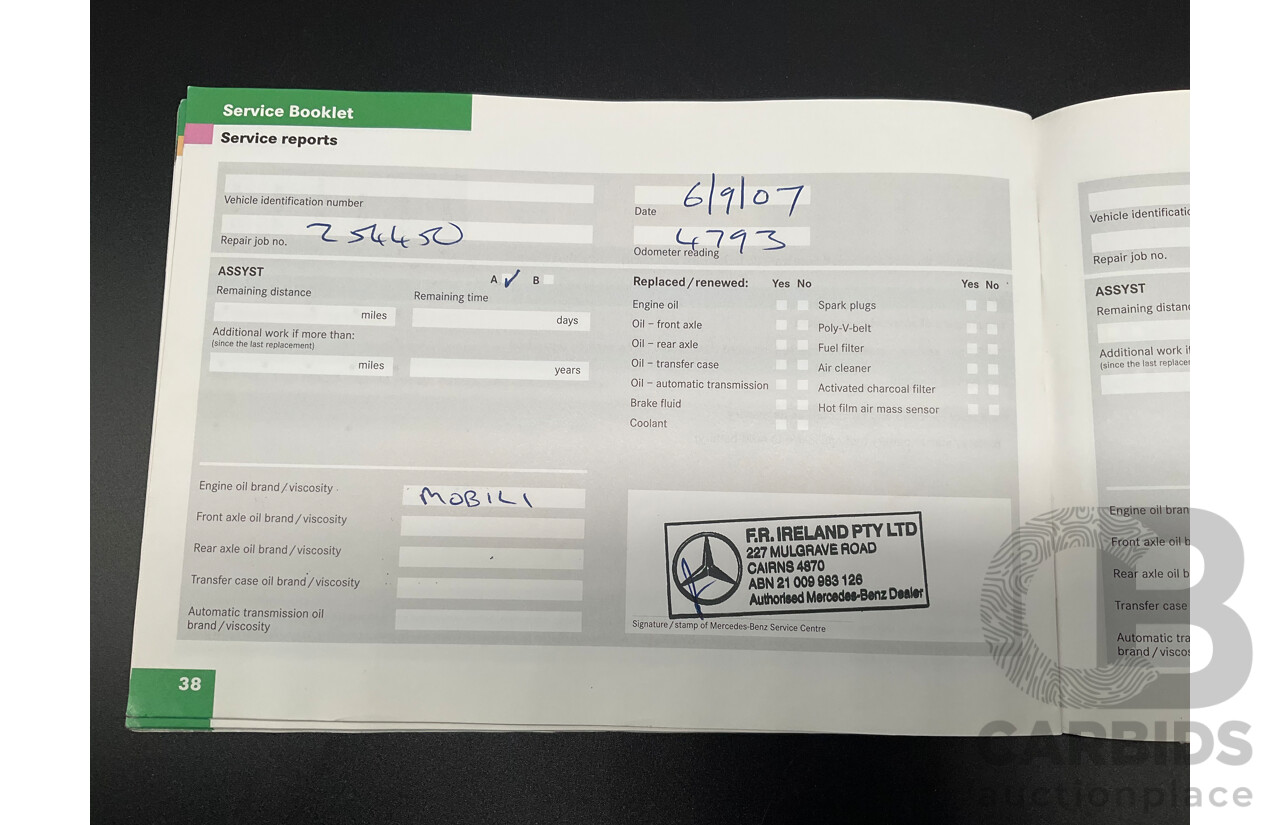 Service Booklet
Service reports
Vehicle identification number
Date 6/9/07
Repair job no. 254450
Odometer reading 4793
ASSYST A ✓ B
Remaining distance Remaining time
miles days
Additional work if more than:
(since the last replacement)
miles years
Replaced/renewed: Yes No Yes No
Engine oil Spark plugs
Oil – front axle Poly-V-belt
Oil – rear axle Fuel filter
Oil – transfer case Air cleaner
Oil – automatic transmission Activated charcoal filter
Brake fluid Hot film air mass sensor
Coolant
Engine oil brand/viscosity MOBIL 1
Front axle oil brand/viscosity
Rear axle oil brand/viscosity
Transfer case oil brand/viscosity
Automatic transmission oil
brand/viscosity
F.R. IRELAND PTY LTD
227 MULGRAVE ROAD
CAIRNS 4870
ABN 21 009 983 126
Authorised Mercedes-Benz Dealer
Signature/stamp of Mercedes-Benz Service Centre
38
Vehicle identificatio
Repair job no.
ASSYST
Remaining distanc
Additional work if
(since the last replacer
Engine oil bran
Front axle oil b
Rear axle oil b
Transfer case
Automatic tra
brand/viscos
CB
CARBIDS
auctionplace